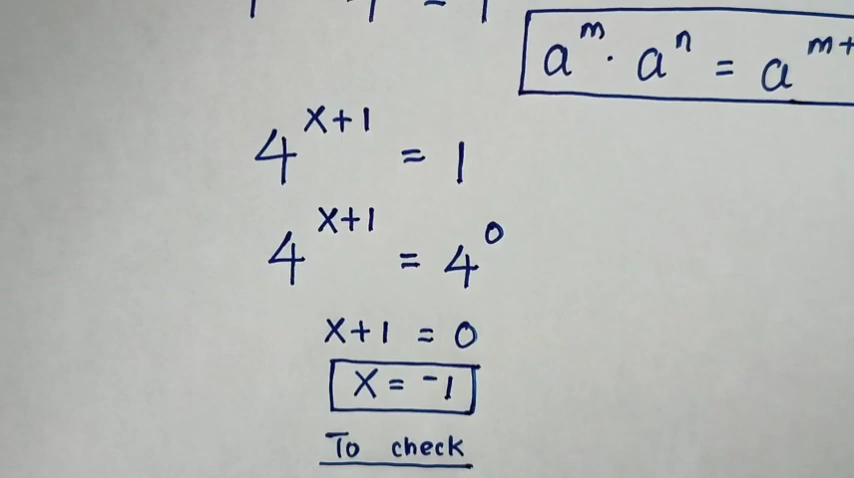 a^m · a^n = a^m+
4^x+1 = 1
4^x+1 = 4^0
x+1 = 0
x = -1
To check